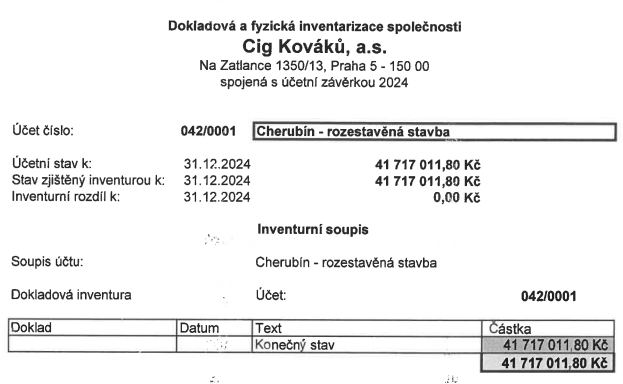 Dokladová a fyzická inventarizace společnosti
Cig Kováků, a.s.
Na Zatlance 1350/13, Praha 5 - 150 00
spojená s účetní závěrkou 2024
Účet číslo: 042/0001 Cherubín - rozestavěná stavba
Účetní stav k: 31.12.2024 41 717 011,80 Kč
Stav zjištěný inventurou k: 31.12.2024 41 717 011,80 Kč
Inventurní rozdíl k: 31.12.2024 0,00 Kč
Inventurní soupis
Soupis účtu: Cherubín - rozestavěná stavba
Dokladová inventura Účet: 042/0001
Doklad Datum Text Částka
Konečný stav 41 717 011,80 Kč
41 717 011,80 Kč